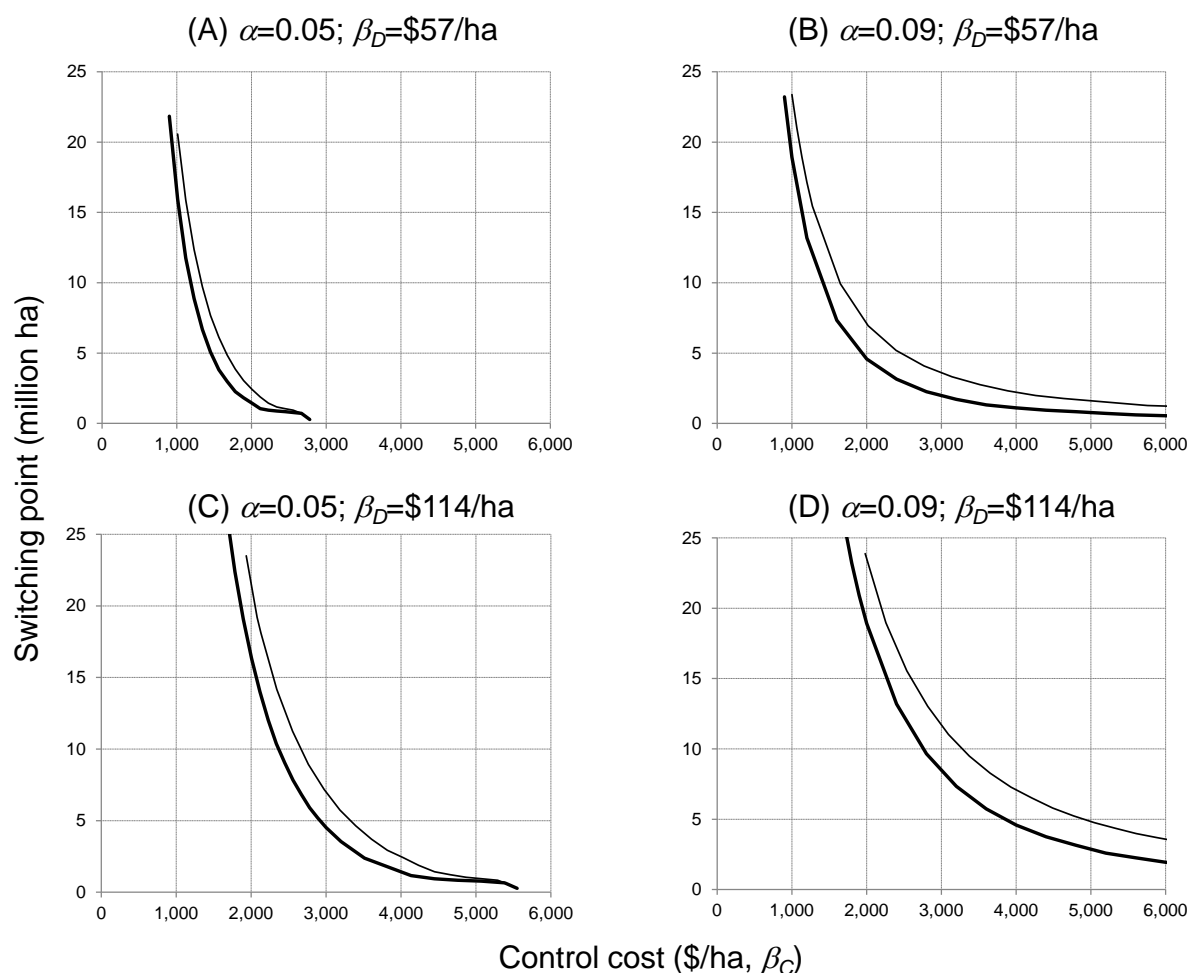 (A) α=0.05; βD=$57/ha
(B) α=0.09; βD=$57/ha
25
20
15
10
5
0
0 1,000 2,000 3,000 4,000 5,000 6,000
25
20
15
10
5
0
0 1,000 2,000 3,000 4,000 5,000 6,000
(C) α=0.05; βD=$114/ha
(D) α=0.09; βD=$114/ha
25
20
15
10
5
0
0 1,000 2,000 3,000 4,000 5,000 6,000
25
20
15
10
5
0
0 1,000 2,000 3,000 4,000 5,000 6,000
Switching point (million ha)
Control cost ($/ha, βC)